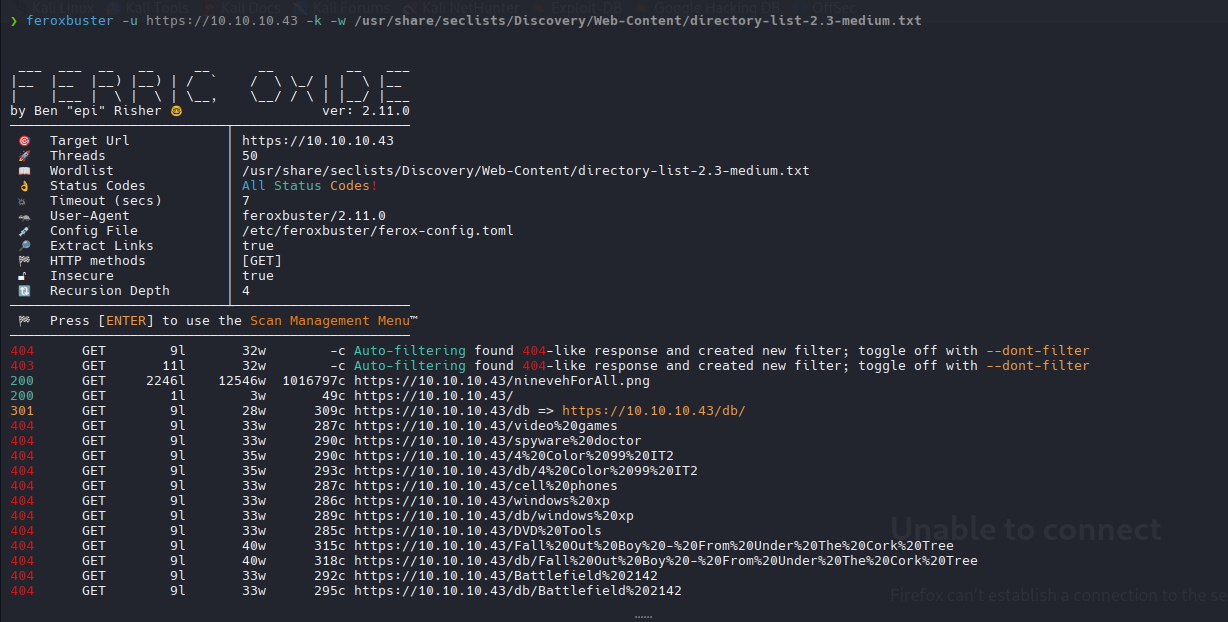 ❯ feroxbuster -u https://10.10.10.43 -k -w /usr/share/seclists/Discovery/Web-Content/directory-list-2.3-medium.txt
FERRIC OXIDE
by Ben "epi" Risher 🤓 ver: 2.11.0
🎯 Target Url │ https://10.10.10.43
🚀 Threads │ 50
📖 Wordlist │ /usr/share/seclists/Discovery/Web-Content/directory-list-2.3-medium.txt
👌 Status Codes │ All Status Codes!
💥 Timeout (secs) │ 7
🦡 User-Agent │ feroxbuster/2.11.0
💉 Config File │ /etc/feroxbuster/ferox-config.toml
🔎 Extract Links │ true
🏁 HTTP methods │ [GET]
🔓 Insecure │ true
🔃 Recursion Depth │ 4
🏁 Press [ENTER] to use the Scan Management Menu™
404 GET 9l 32w -c Auto-filtering found 404-like response and created new filter; toggle off with --dont-filter
403 GET 11l 32w -c Auto-filtering found 404-like response and created new filter; toggle off with --dont-filter
200 GET 2246l 12546w 1016797c https://10.10.10.43/ninevehForAll.png
200 GET 1l 3w 49c https://10.10.10.43/
301 GET 9l 28w 309c https://10.10.10.43/db => https://10.10.10.43/db/
404 GET 9l 33w 287c https://10.10.10.43/video%20games
404 GET 9l 33w 290c https://10.10.10.43/spyware%20doctor
404 GET 9l 35w 290c https://10.10.10.43/4%20Color%2099%20IT2
404 GET 9l 35w 293c https://10.10.10.43/db/4%20Color%2099%20IT2
404 GET 9l 33w 287c https://10.10.10.43/cell%20phones
404 GET 9l 33w 286c https://10.10.10.43/windows%20xp
404 GET 9l 33w 289c https://10.10.10.43/db/windows%20xp
404 GET 9l 33w 285c https://10.10.10.43/DVD%20Tools
404 GET 9l 40w 315c https://10.10.10.43/Fall%20Out%20Boy%20-%20From%20Under%20The%20Cork%20Tree
404 GET 9l 40w 318c https://10.10.10.43/db/Fall%20Out%20Boy%20-%20From%20Under%20The%20Cork%20Tree
404 GET 9l 33w 292c https://10.10.10.43/Battlefield%202142
404 GET 9l 33w 295c https://10.10.10.43/db/Battlefield%202142
Unable to connect
Firefox can't establish a connection to the se